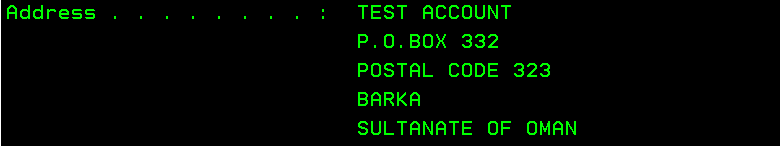 Address . . . . . . . . :  TEST ACCOUNT
P.O.BOX 332
POSTAL CODE 323
BARKA
SULTANATE OF OMAN